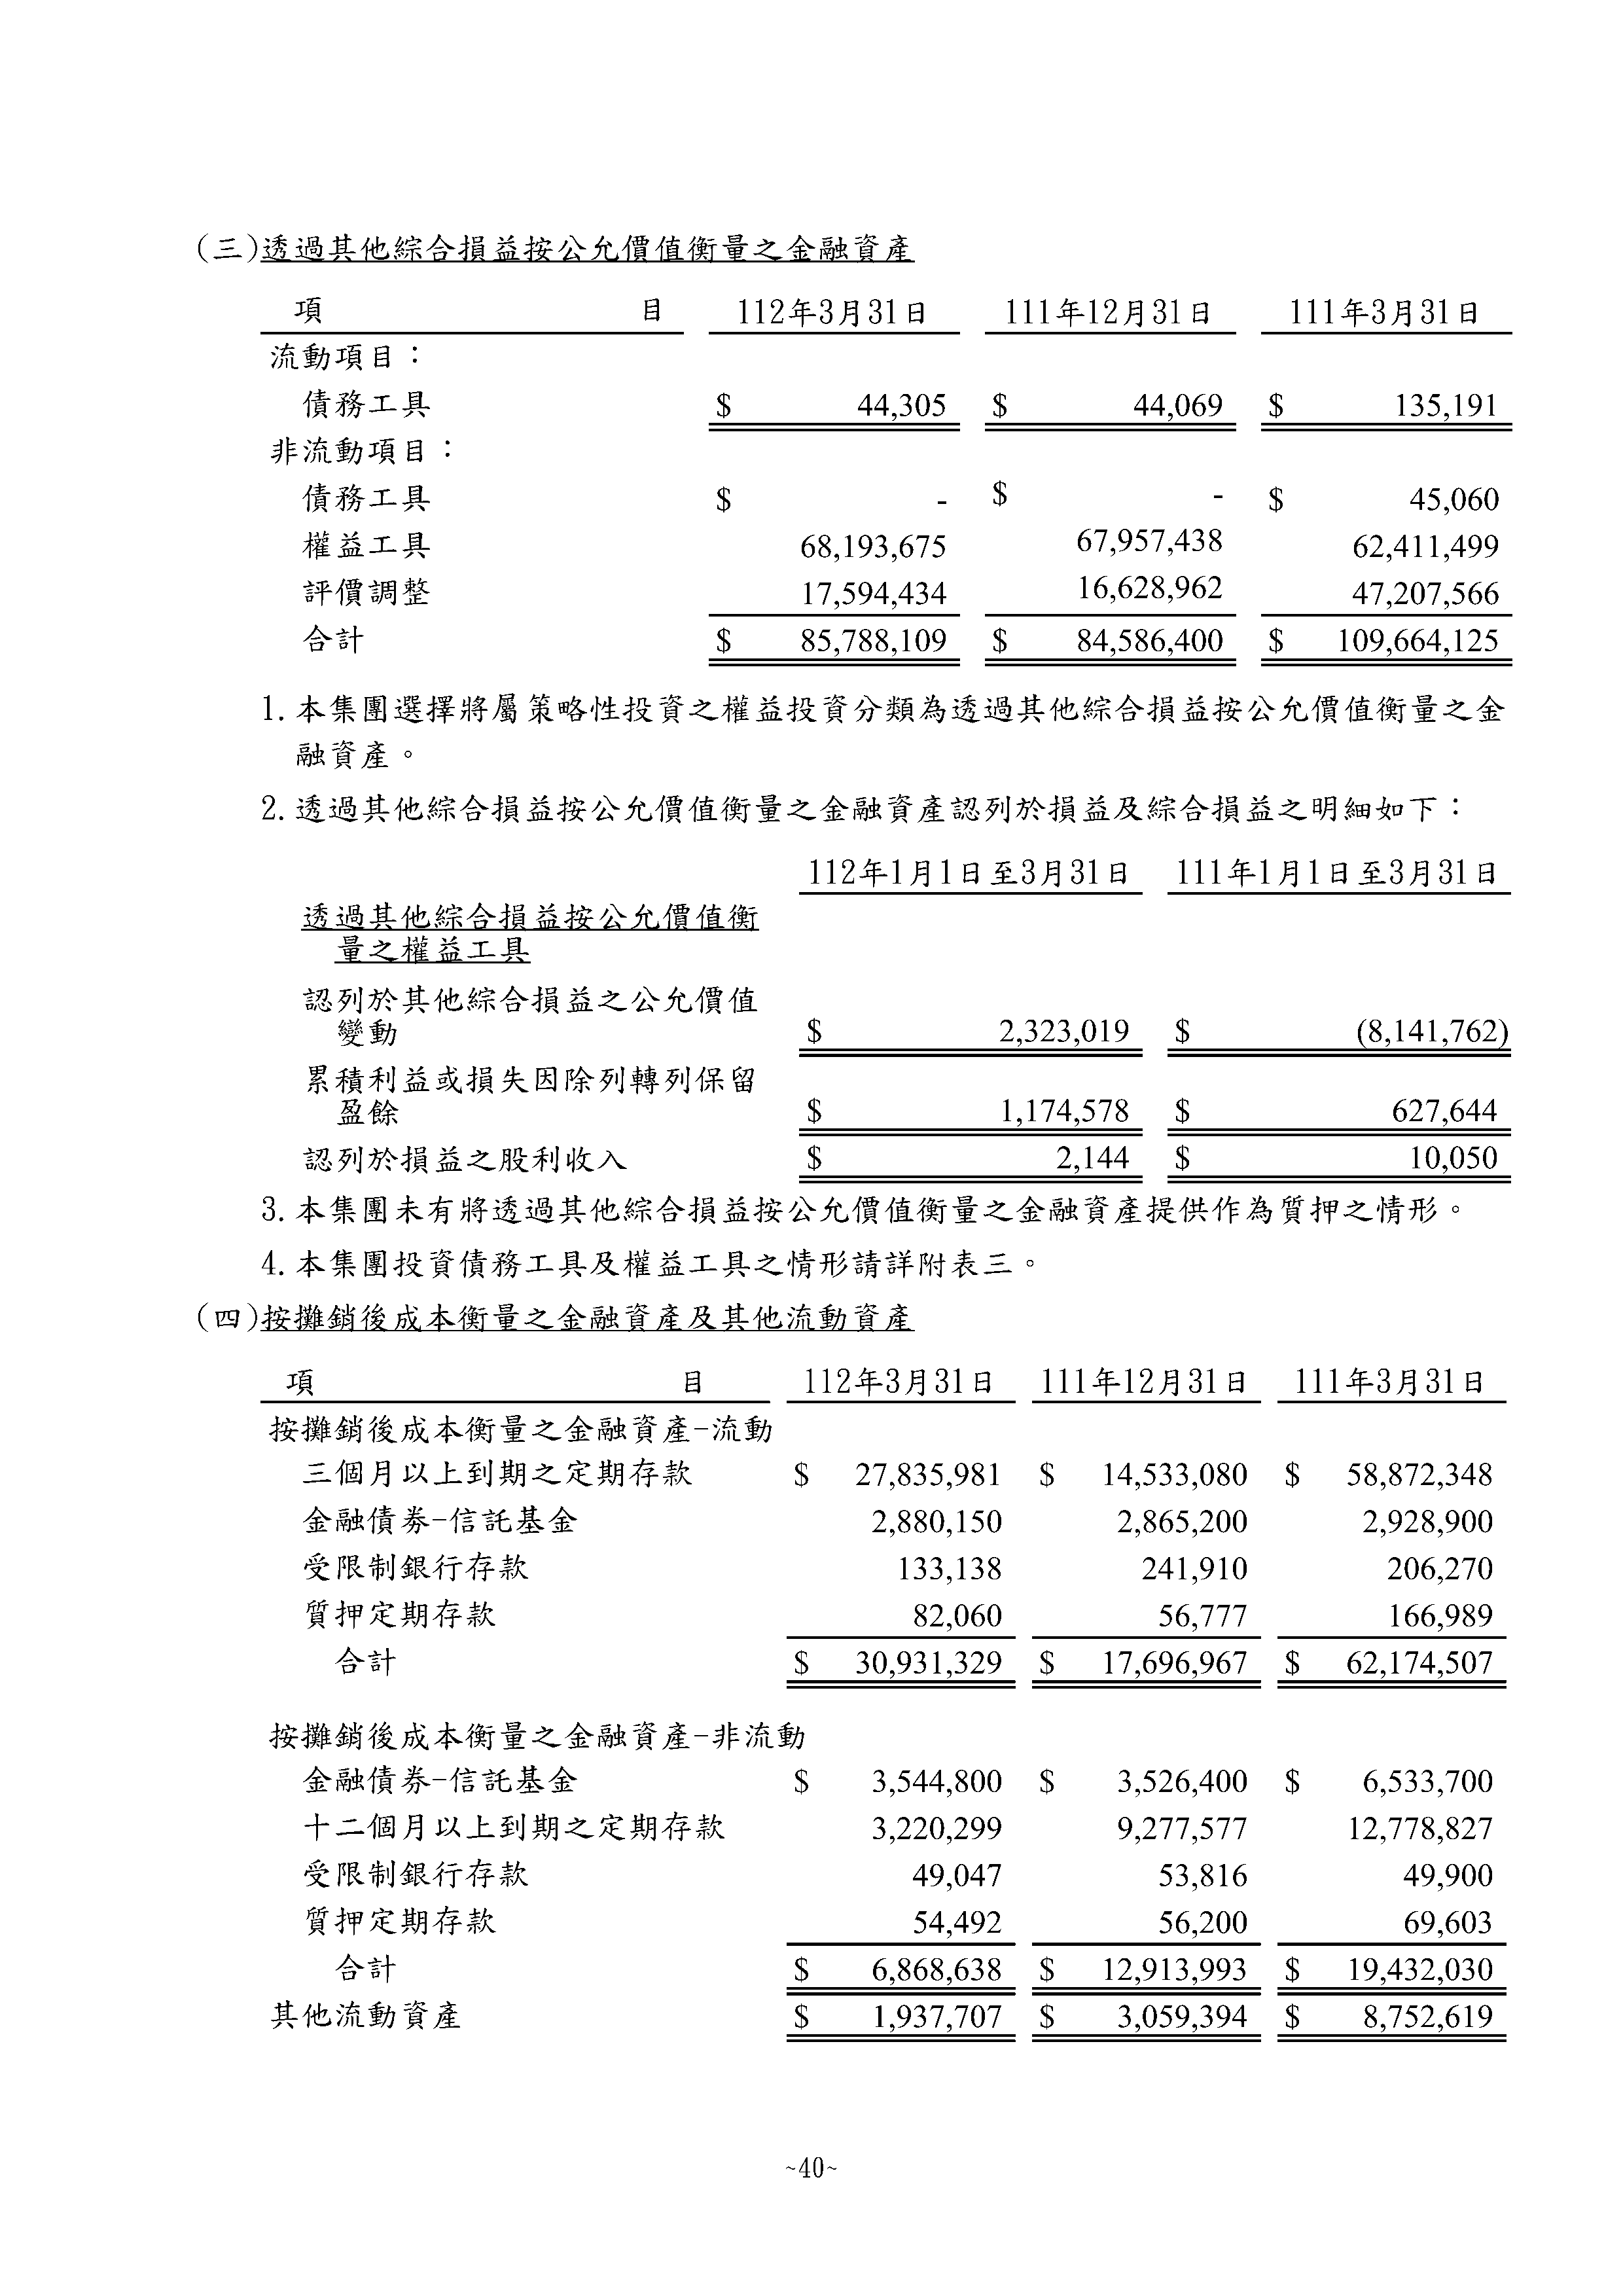 (三)透過其他綜合損益按公允價值衡量之金融資產
項 目 112年3月31日 111年12月31日 111年3月31日
流動項目：
債務工具 $ 44,305 $ 44,069 $ 135,191
非流動項目：
債務工具 $ - $ - $ 45,060
權益工具 68,193,675 67,957,438 62,411,499
評價調整 17,594,434 16,628,962 47,207,566
合計 $ 85,788,109 $ 84,586,400 $ 109,664,125
1.本集團選擇將屬策略性投資之權益投資分類為透過其他綜合損益按公允價值衡量之金
融資產。
2.透過其他綜合損益按公允價值衡量之金融資產認列於損益及綜合損益之明細如下：
112年1月1日至3月31日 111年1月1日至3月31日
透過其他綜合損益按公允價值衡
量之權益工具
認列於其他綜合損益之公允價值
變動 $ 2,323,019 $ (8,141,762)
累積利益或損失因除列轉列保留
盈餘 $ 1,174,578 $ 627,644
認列於損益之股利收入 $ 2,144 $ 10,050
3.本集團未有將透過其他綜合損益按公允價值衡量之金融資產提供作為質押之情形。
4.本集團投資債務工具及權益工具之情形請詳附表三。
(四)按攤銷後成本衡量之金融資產及其他流動資產
項 目 112年3月31日 111年12月31日 111年3月31日
按攤銷後成本衡量之金融資產-流動
三個月以上到期之定期存款 $ 27,835,981 $ 14,533,080 $ 58,872,348
金融債券-信託基金 2,880,150 2,865,200 2,928,900
受限制銀行存款 133,138 241,910 206,270
質押定期存款 82,060 56,777 166,989
合計 $ 30,931,329 $ 17,696,967 $ 62,174,507
按攤銷後成本衡量之金融資產-非流動
金融債券-信託基金 $ 3,544,800 $ 3,526,400 $ 6,533,700
十二個月以上到期之定期存款 3,220,299 9,277,577 12,778,827
受限制銀行存款 49,047 53,816 49,900
質押定期存款 54,492 56,200 69,603
合計 $ 6,868,638 $ 12,913,993 $ 19,432,030
其他流動資產 $ 1,937,707 $ 3,059,394 $ 8,752,619
~40~